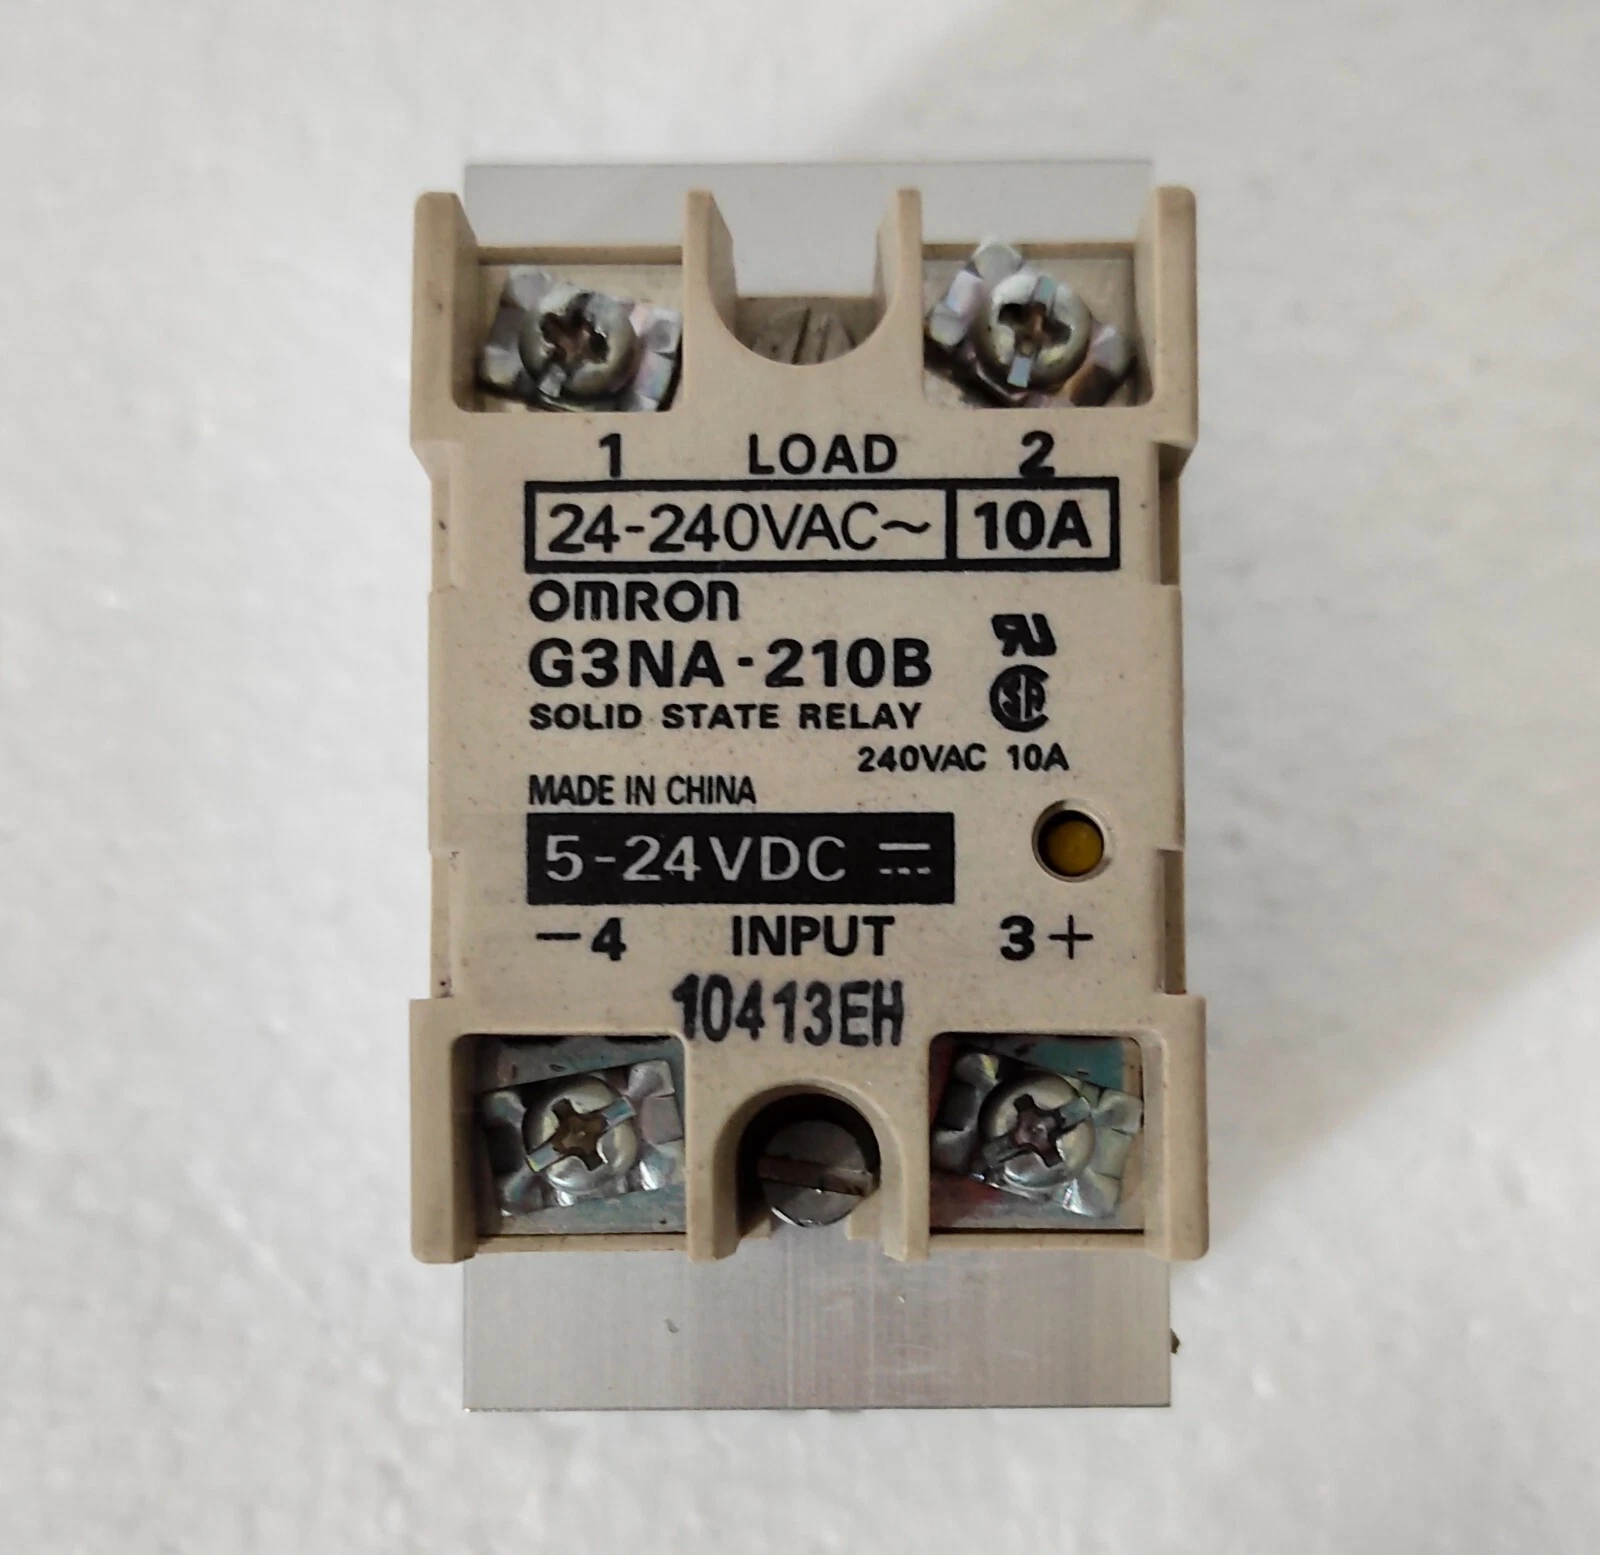 1 LOAD 2
24-240VAC~ 10A
OMRON
G3NA-210B
SOLID STATE RELAY
240VAC 10A
MADE IN CHINA
5-24VDC ⎓
-4 INPUT 3+
10413EH